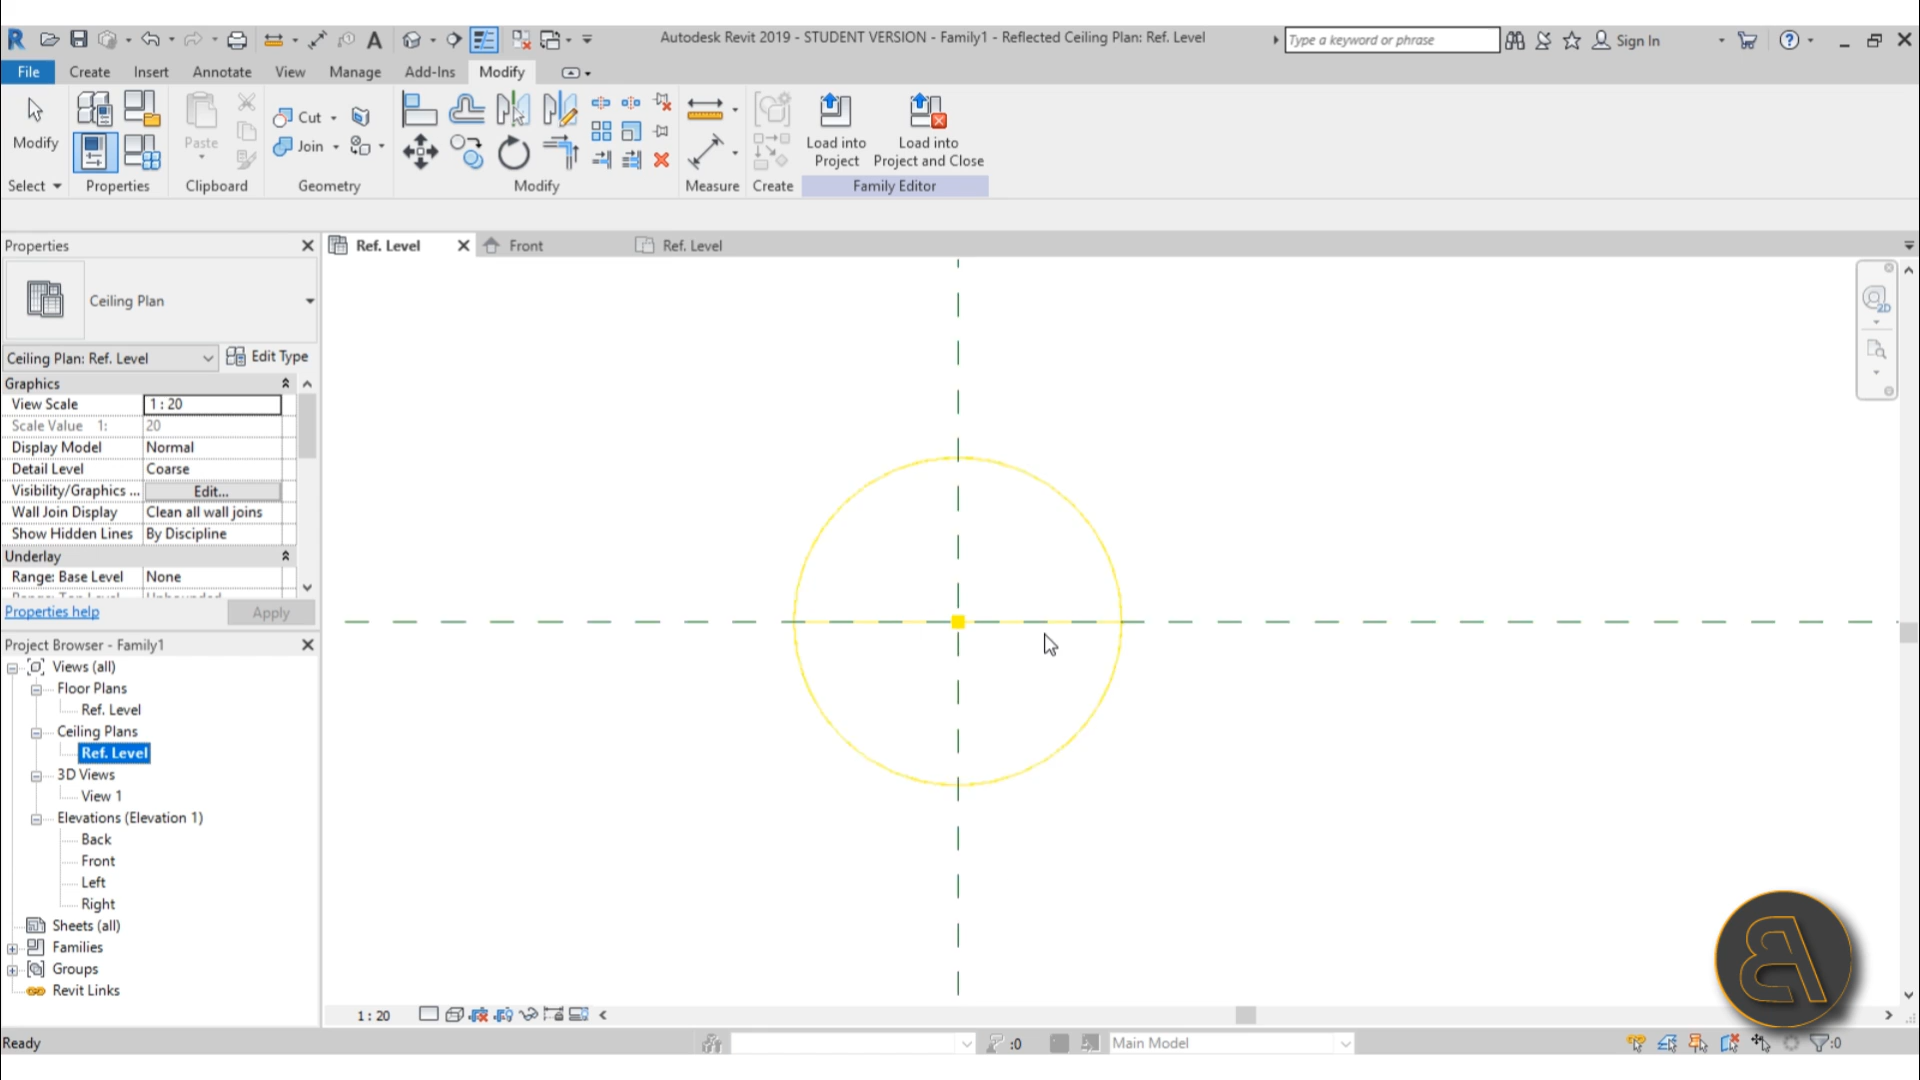 Autodesk Revit 2019 - STUDENT VERSION - Family1 - Reflected Ceiling Plan: Ref. Level
Type a keyword or phrase
Sign In
File Create Insert Annotate View Manage Add-Ins Modify
Modify
Paste
Cut
Join
Load into Project
Load into Project and Close
Select Properties Clipboard Geometry Modify Measure Create Family Editor
Properties
Ref. Level
Front
Ref. Level
Ceiling Plan
Ceiling Plan: Ref. Level
Edit Type
Graphics
View Scale 1 : 20
Scale Value 1: 20
Display Model Normal
Detail Level Coarse
Visibility/Graphics ... Edit...
Wall Join Display Clean all wall joins
Show Hidden Lines By Discipline
Underlay
Range: Base Level None
Properties help
Apply
Project Browser - Family1
Views (all)
Floor Plans
Ref. Level
Ceiling Plans
Ref. Level
3D Views
View 1
Elevations (Elevation 1)
Back
Front
Left
Right
Sheets (all)
Families
Groups
Revit Links
2D
1 : 20
Ready
:0
Main Model
:0